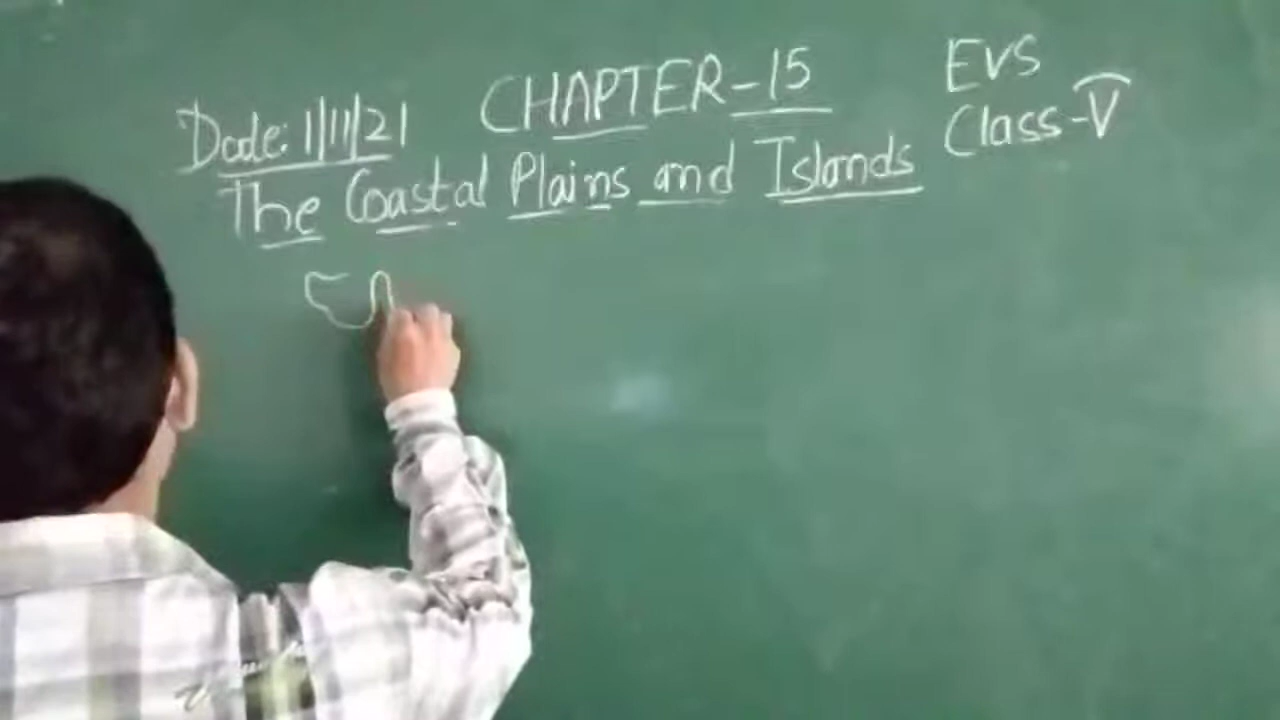 CHAPTER-15
EVS
Date: 1/11/21
Class-V
The Coastal Plains and Islands